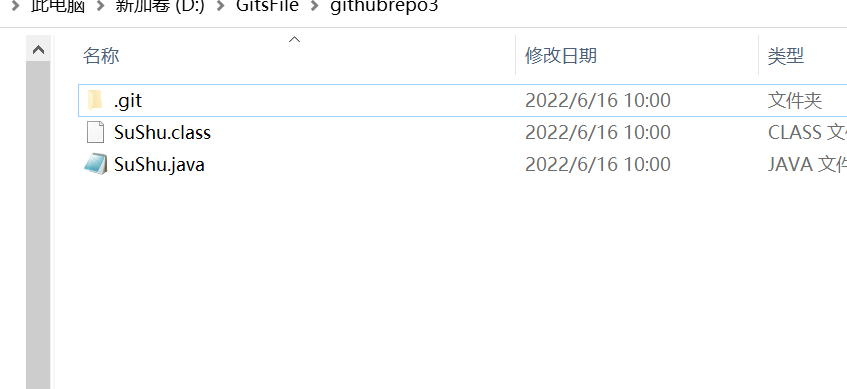 此电脑 新加卷 (D:) GitsFile githubrepo3
名称 修改日期 类型
.git 2022/6/16 10:00 文件夹
SuShu.class 2022/6/16 10:00 CLASS 文
SuShu.java 2022/6/16 10:00 JAVA 文件